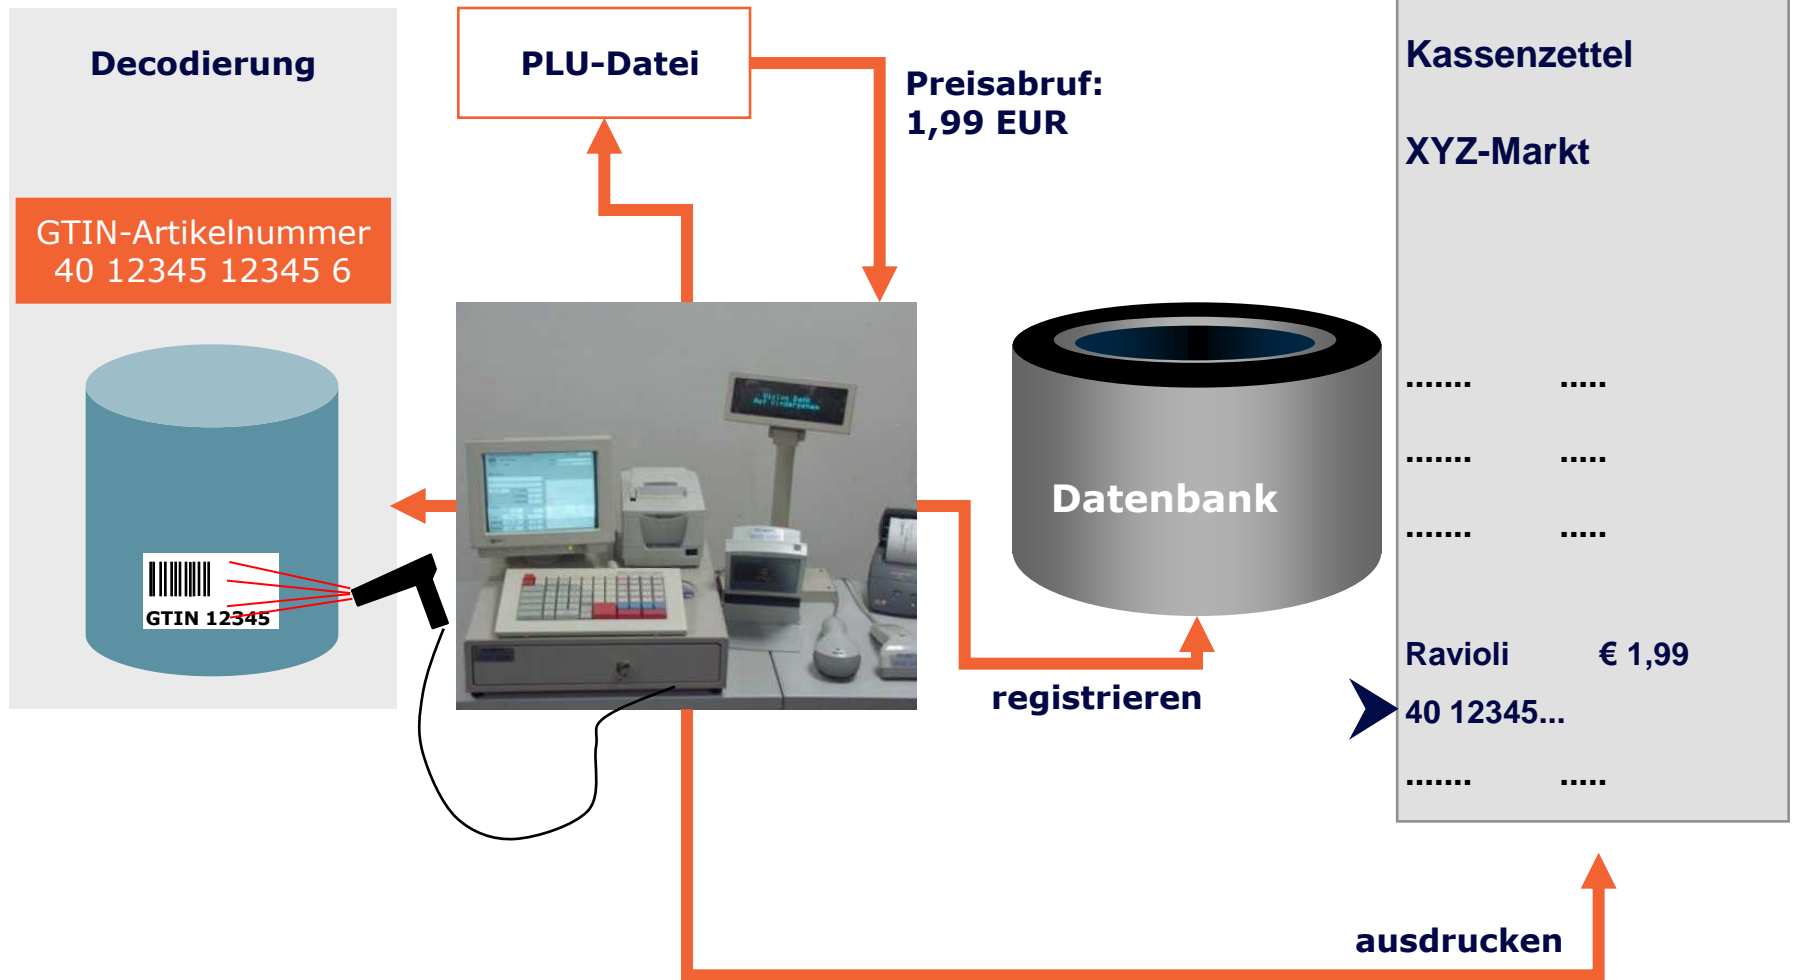 Decodierung
GTIN-Artikelnummer
40 12345 12345 6
GTIN 12345
PLU-Datei
Preisabruf:
1,99 EUR
Datenbank
registrieren
ausdrucken
Kassenzettel
XYZ-Markt
....... .....
....... .....
....... .....
Ravioli € 1,99
40 12345...
....... .....